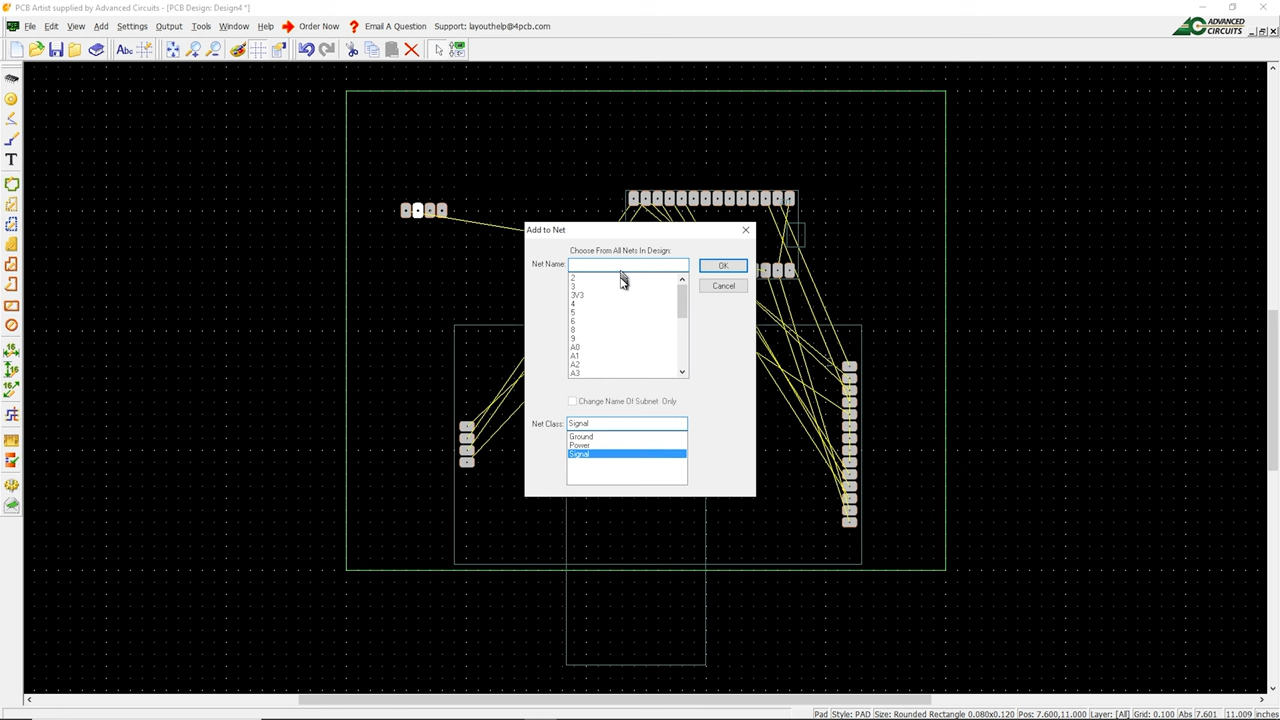 PCB Artist supplied by Advanced Circuits - [PCB Design: Design4 *]
File Edit View Add Settings Output Tools Window Help Order Now Email A Question Support: layouthelp@4pcb.com
ADVANCED
CIRCUITS
Abc
T
Add to Net
Choose From All Nets In Design:
Net Name:
OK
Cancel
2
3
3V3
4
5
6
8
9
A0
A1
A2
A3
Change Name Of Subnet Only
Net Class: Signal
Ground
Power
Signal
16
16
16
Pad Style: PAD Size: Rounded Rectangle 0.080x0.120 Pos: 7.600,11.000 Layer: [All] Grid: 0.100 Abs 7.601 11.009 inches